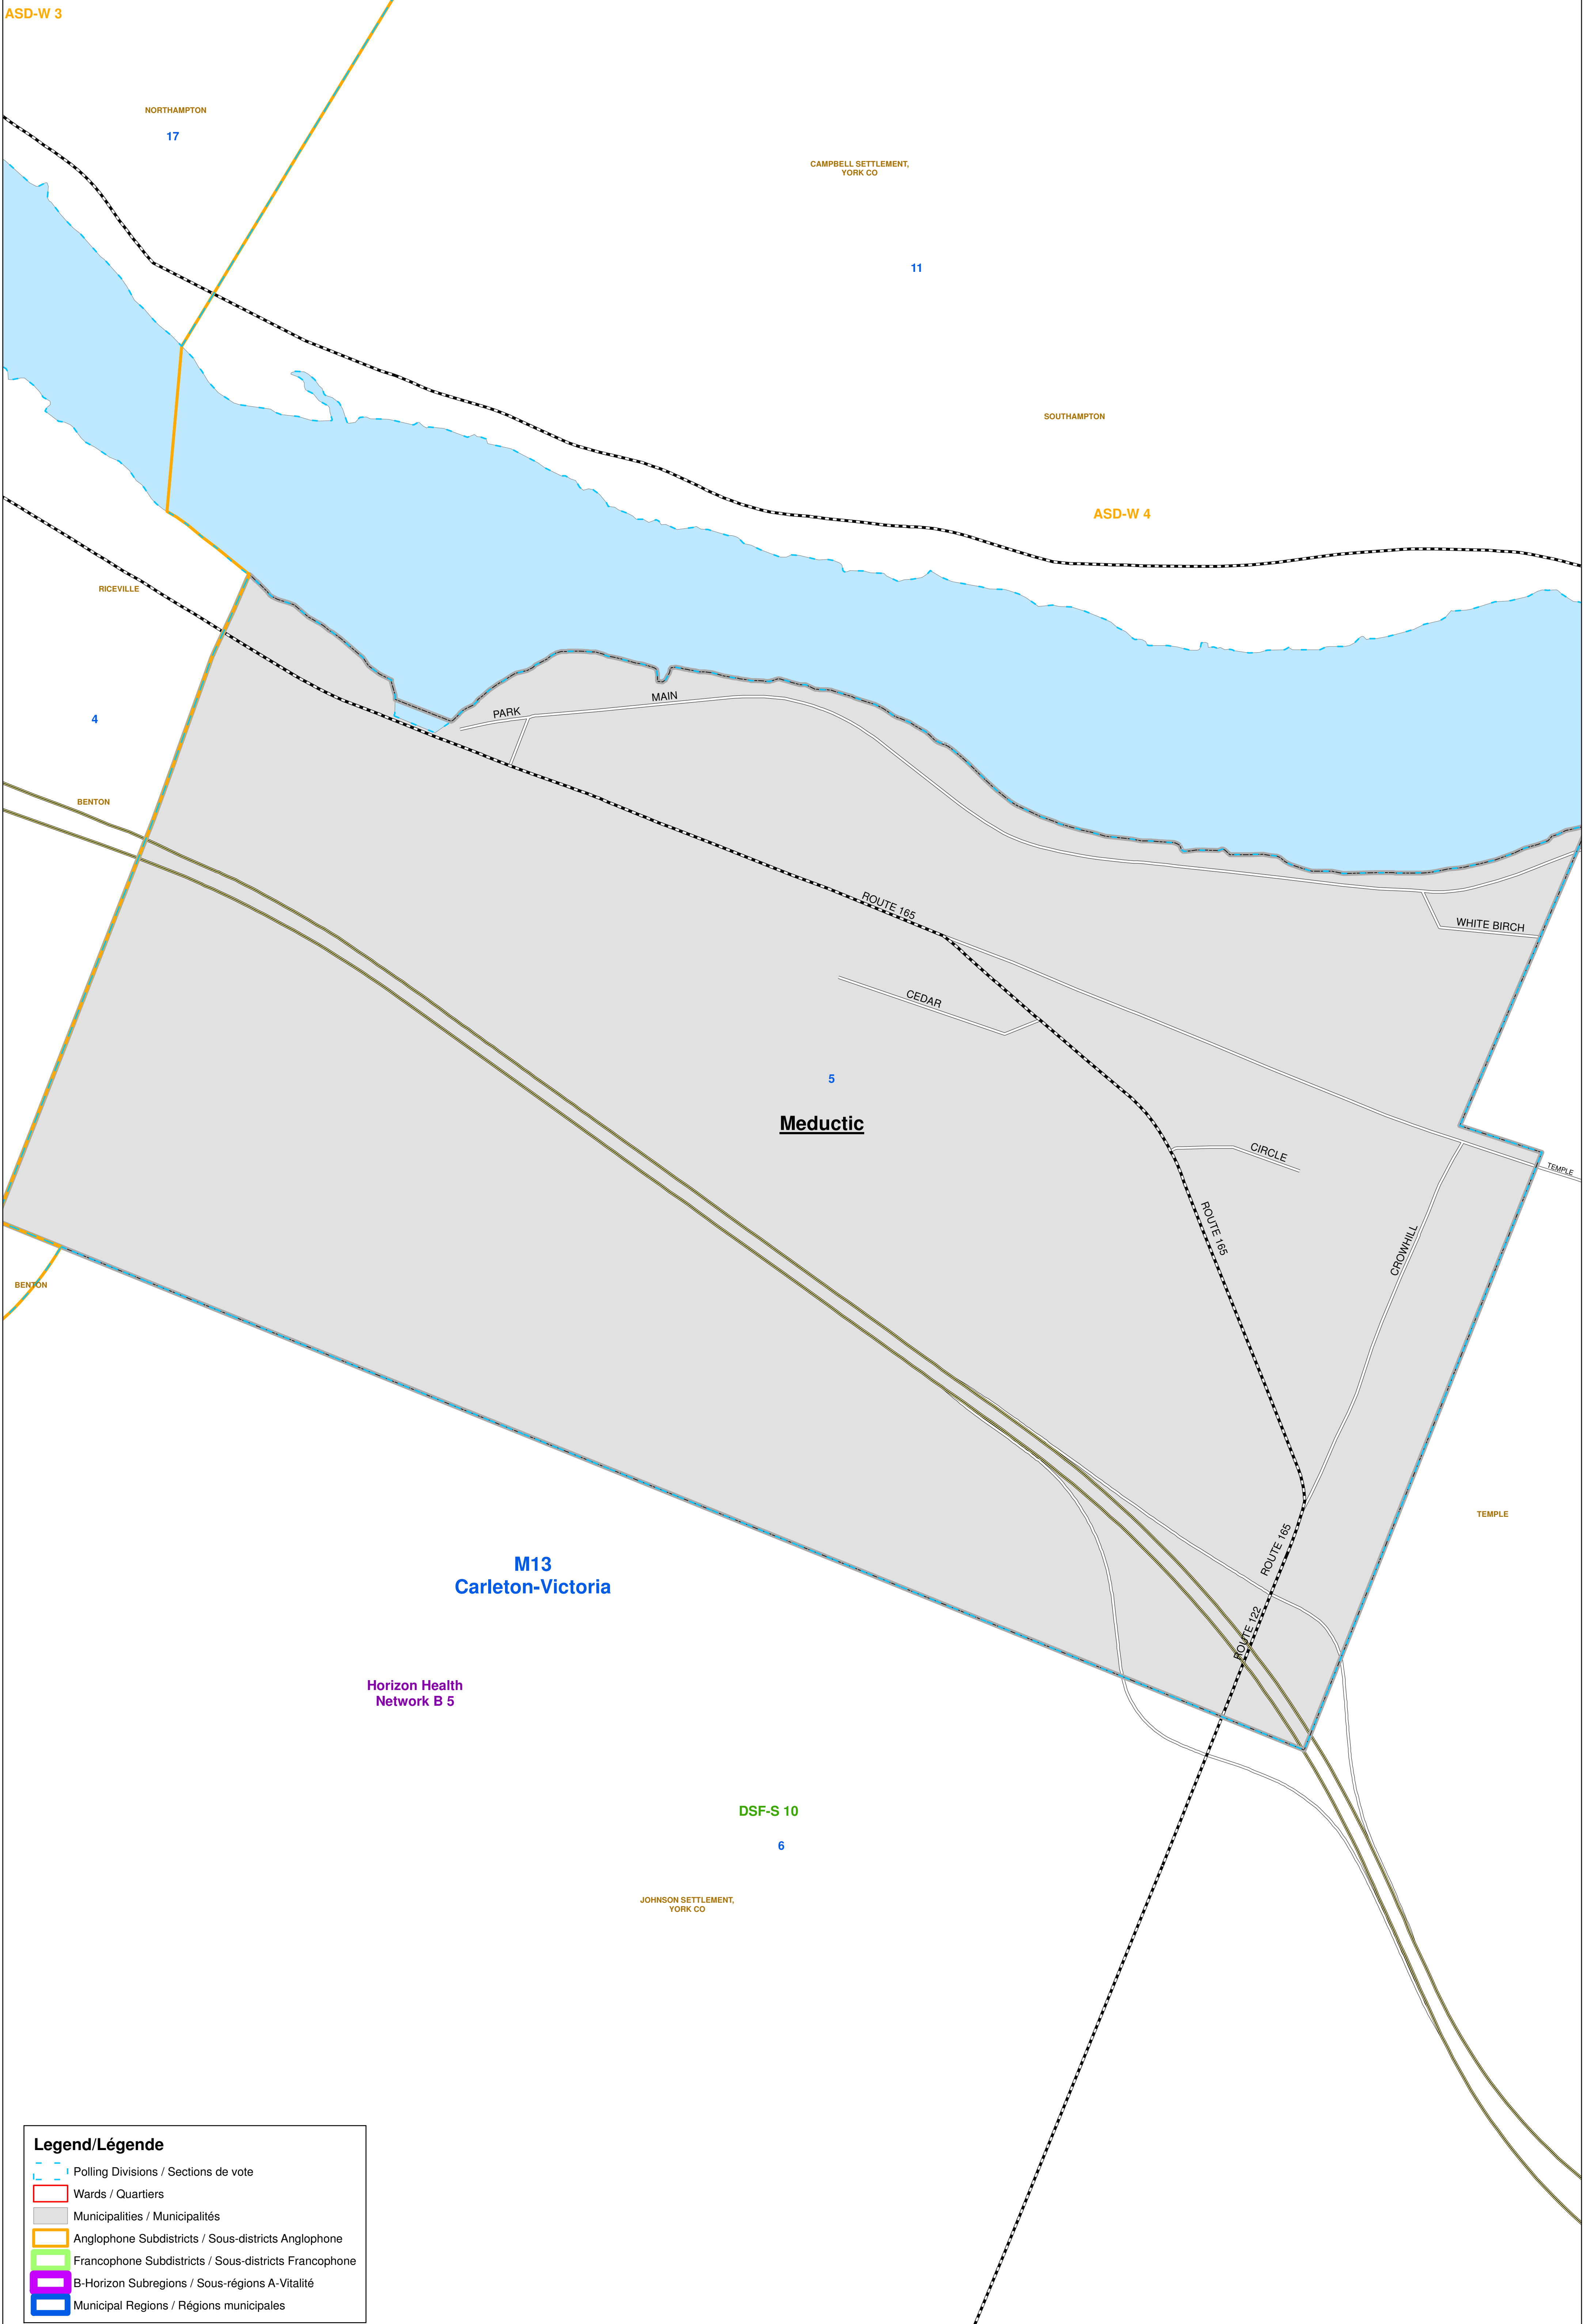 ASD-W 3
NORTHAMPTON
17
CAMPBELL SETTLEMENT,
YORK CO
11
SOUTHAMPTON
ASD-W 4
RICEVILLE
4
MAIN
PARK
BENTON
ROUTE 165
WHITE BIRCH
CEDAR
5
Meductic
CIRCLE
TEMPLE
ROUTE 165
CROWHILL
BENTON
TEMPLE
ROUTE 165
M13
Carleton-Victoria
ROUTE 122
Horizon Health
Network B 5
DSF-S 10
6
JOHNSON SETTLEMENT,
YORK CO
Legend/Légende
Polling Divisions / Sections de vote
Wards / Quartiers
Municipalities / Municipalités
Anglophone Subdistricts / Sous-districts Anglophone
Francophone Subdistricts / Sous-districts Francophone
B-Horizon Subregions / Sous-régions A-Vitalité
Municipal Regions / Régions municipales